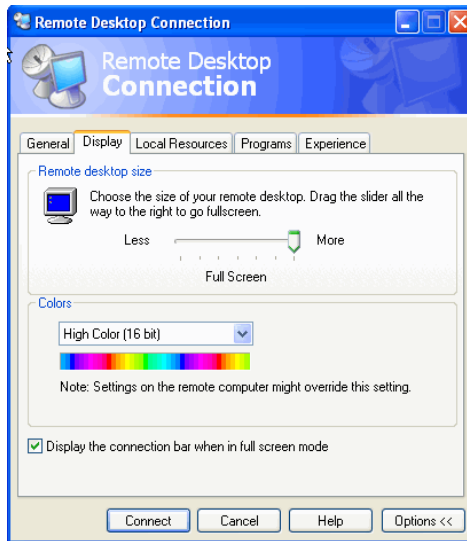 Remote Desktop Connection
Remote Desktop
Connection
General Display Local Resources Programs Experience
Remote desktop size
Choose the size of your remote desktop. Drag the slider all the
way to the right to go fullscreen.
Less More
Full Screen
Colors
High Color (16 bit)
Note: Settings on the remote computer might override this setting.
Display the connection bar when in full screen mode
Connect Cancel Help Options <<